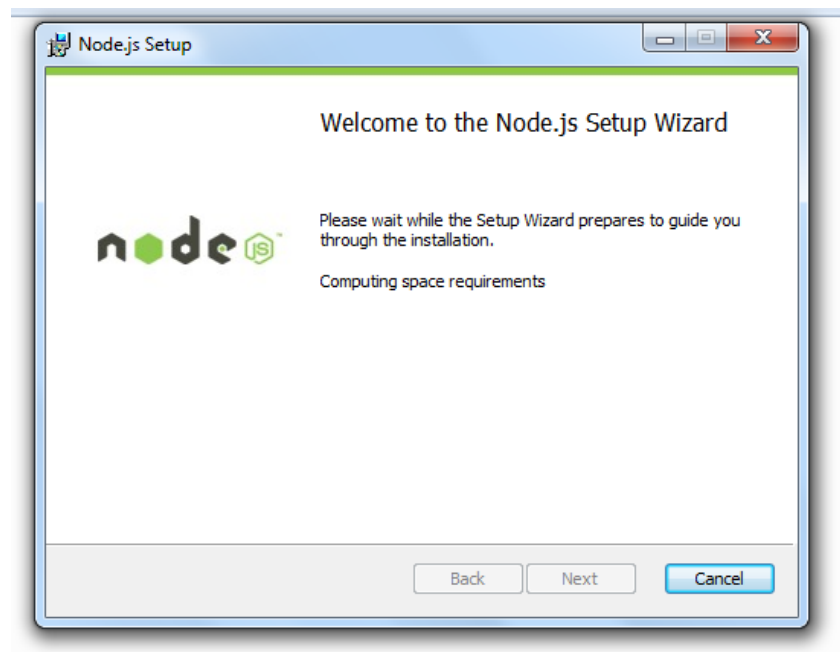 Node.js Setup
Welcome to the Node.js Setup Wizard
node JS™
Please wait while the Setup Wizard prepares to guide you
through the installation.
Computing space requirements
Back
Next
Cancel